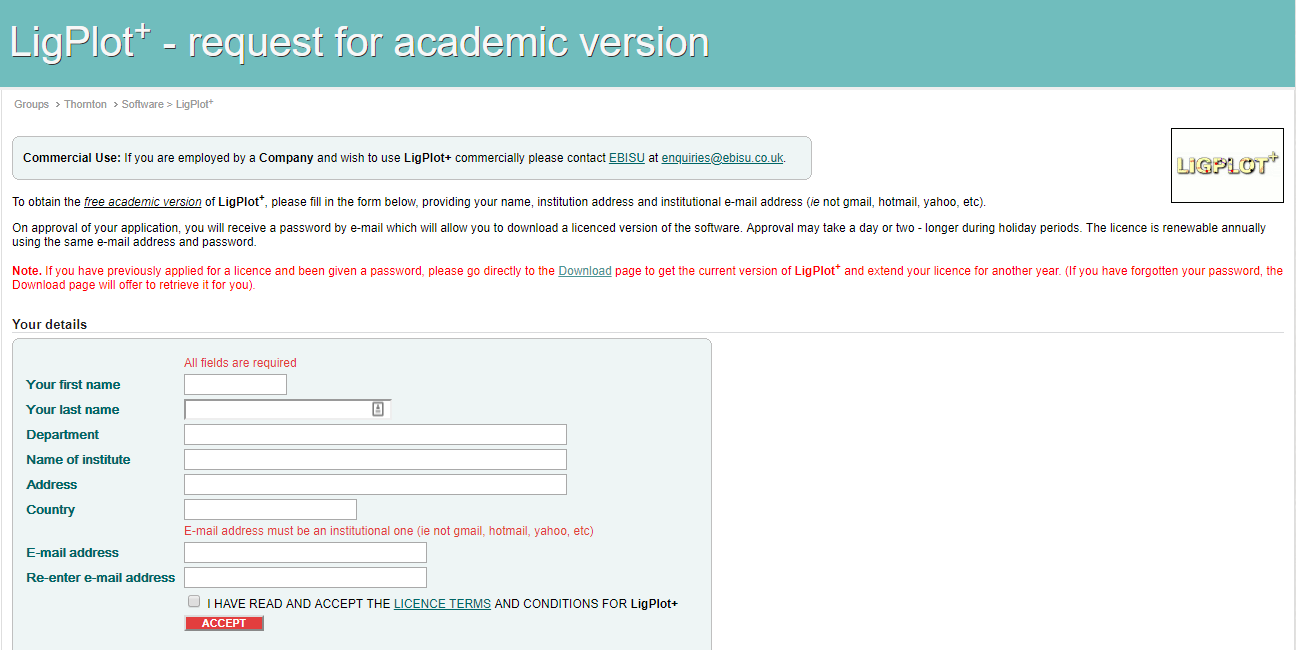 LigPlot+ - request for academic version
Groups > Thornton > Software > LigPlot+
Commercial Use: If you are employed by a Company and wish to use LigPlot+ commercially please contact EBISU at enquiries@ebisu.co.uk.
LIGPLOT+
To obtain the free academic version of LigPlot+, please fill in the form below, providing your name, institution address and institutional e-mail address (ie not gmail, hotmail, yahoo, etc).
On approval of your application, you will receive a password by e-mail which will allow you to download a licenced version of the software. Approval may take a day or two - longer during holiday periods. The licence is renewable annually
using the same e-mail address and password.
Note. If you have previously applied for a licence and been given a password, please go directly to the Download page to get the current version of LigPlot+ and extend your licence for another year. (If you have forgotten your password, the
Download page will offer to retrieve it for you).
Your details
All fields are required
Your first name
Your last name
Department
Name of institute
Address
Country
E-mail address must be an institutional one (ie not gmail, hotmail, yahoo, etc)
E-mail address
Re-enter e-mail address
I HAVE READ AND ACCEPT THE LICENCE TERMS AND CONDITIONS FOR LigPlot+
ACCEPT